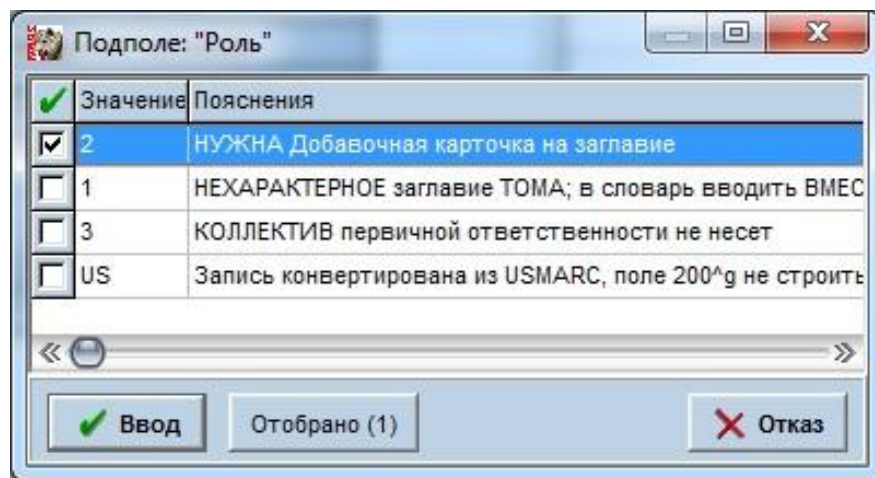 Подполе: "Роль"
Значение Пояснения
2 НУЖНА Добавочная карточка на заглавие
1 НЕХАРАКТЕРНОЕ заглавие ТОМА; в словарь вводить ВМЕС
3 КОЛЛЕКТИВ первичной ответственности не несет
US Запись конвертирована из USMARC, поле 200^g не строить
Ввод Отобрано (1) Отказ